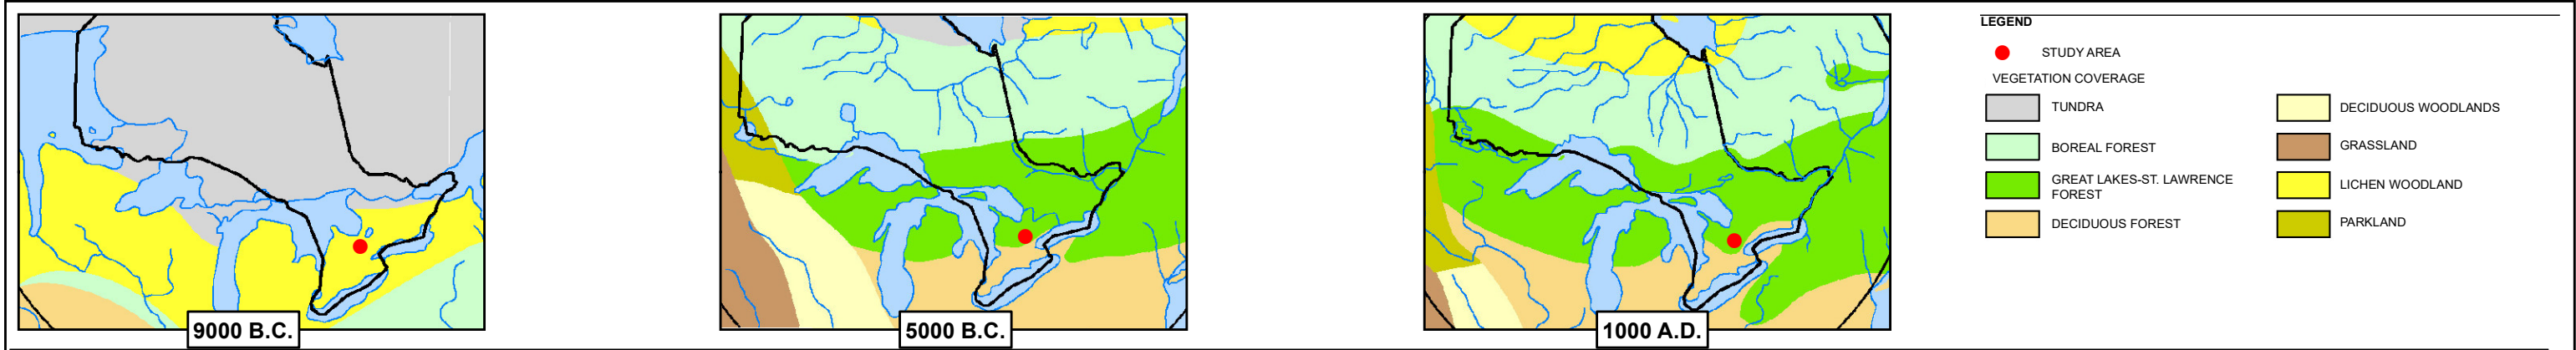 9000 B.C.
5000 B.C.
1000 A.D.
LEGEND
STUDY AREA
VEGETATION COVERAGE
TUNDRA
BOREAL FOREST
GREAT LAKES-ST. LAWRENCE
FOREST
DECIDUOUS FOREST
DECIDUOUS WOODLANDS
GRASSLAND
LICHEN WOODLAND
PARKLAND